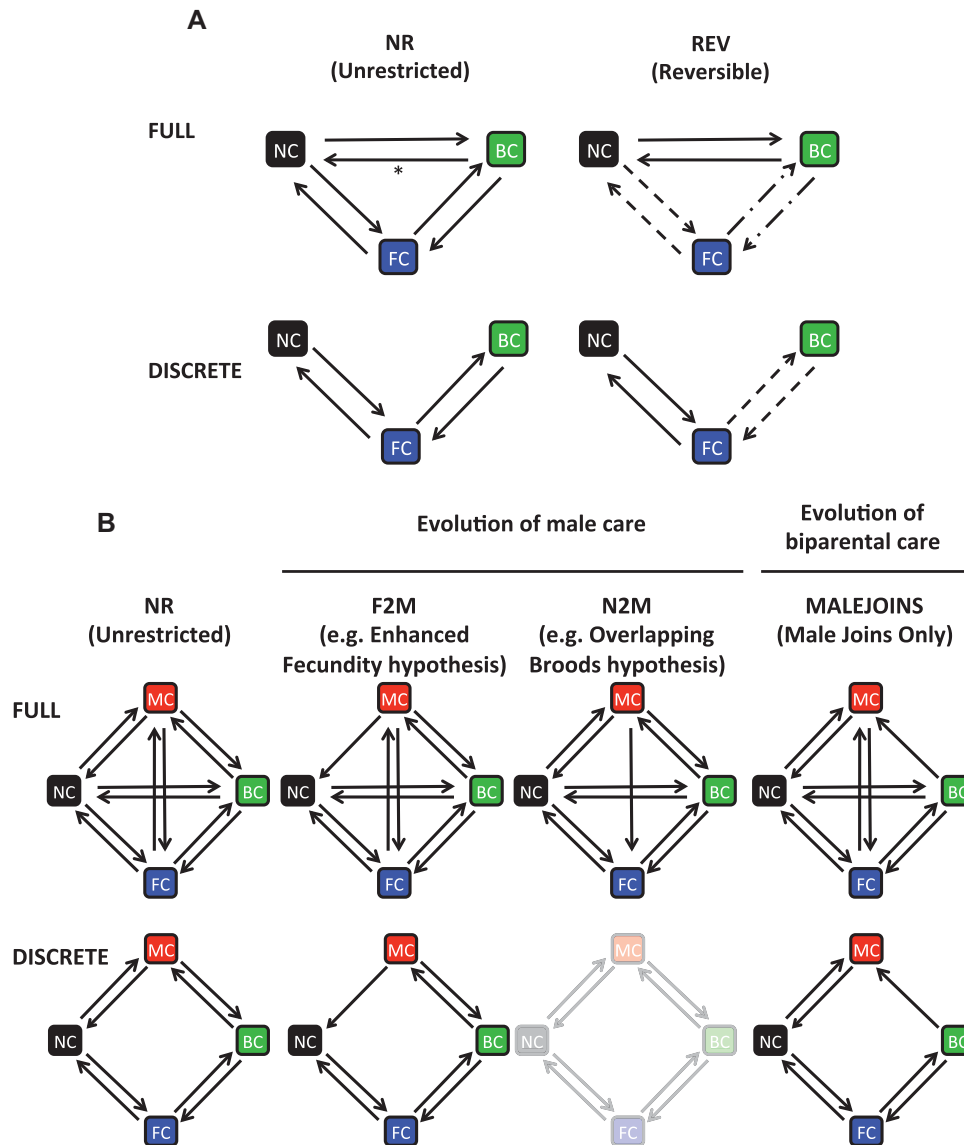 A
NR
(Unrestricted)
REV
(Reversible)
FULL
NC
BC
*
FC
NC
BC
FC
DISCRETE
NC
BC
FC
NC
BC
FC
B
Evolution of male care
Evolution of
biparental care
NR
(Unrestricted)
F2M
(e.g. Enhanced
Fecundity hypothesis)
N2M
(e.g. Overlapping
Broods hypothesis)
MALEJOINS
(Male Joins Only)
FULL
MC
NC
BC
FC
MC
NC
BC
FC
MC
NC
BC
FC
MC
NC
BC
FC
DISCRETE
MC
NC
BC
FC
MC
NC
BC
FC
MC
NC
BC
FC
MC
NC
BC
FC